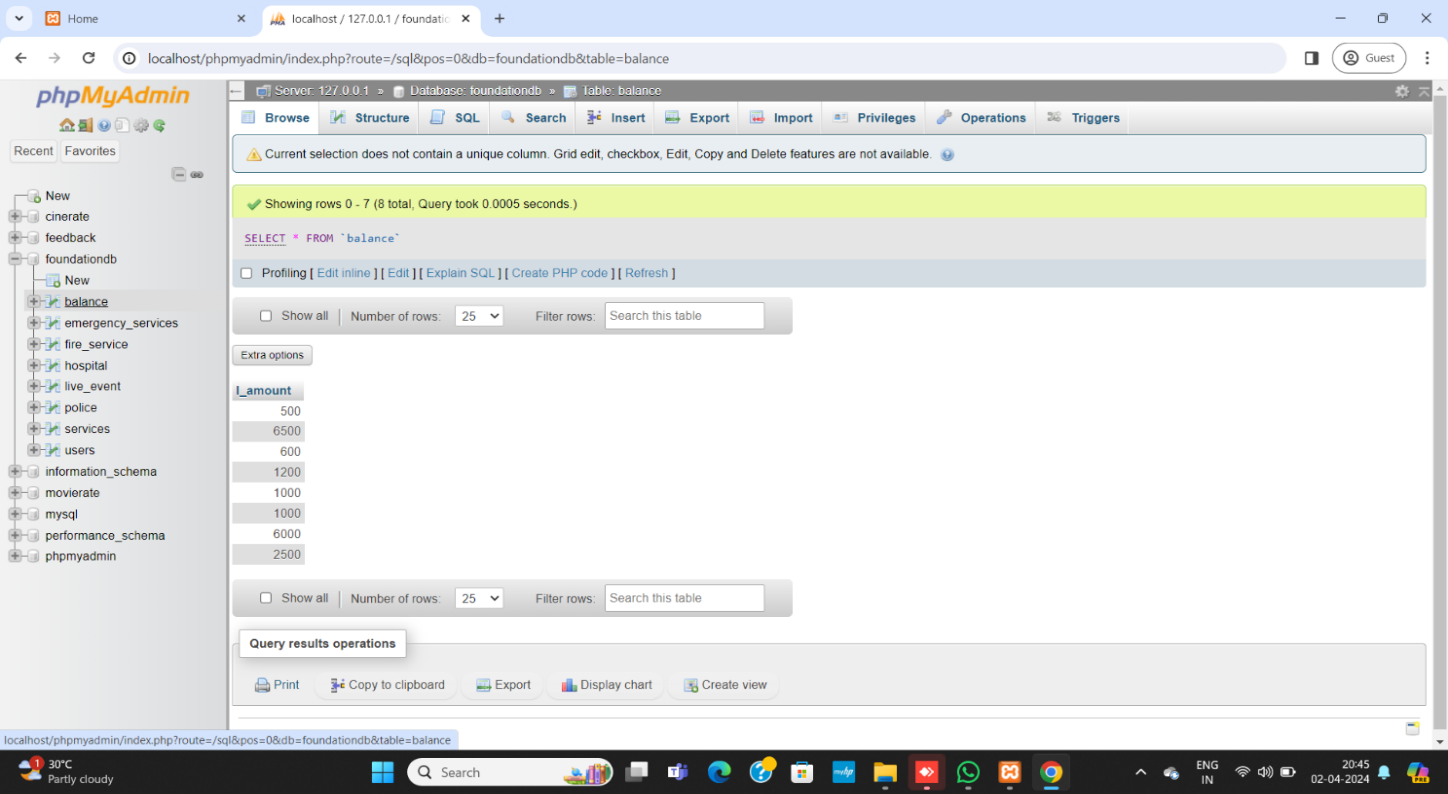 Home
localhost / 127.0.0.1 / foundatic
localhost/phpmyadmin/index.php?route=/sql&pos=0&db=foundationdb&table=balance
Guest
phpMyAdmin
Recent Favorites
New
cinerate
feedback
foundationdb
New
balance
emergency_services
fire_service
hospital
live_event
police
services
users
information_schema
movierate
mysql
performance_schema
phpmyadmin
Server: 127.0.0.1 » Database: foundationdb » Table: balance
Browse Structure SQL Search Insert Export Import Privileges Operations Triggers
Current selection does not contain a unique column. Grid edit, checkbox, Edit, Copy and Delete features are not available.
Showing rows 0 - 7 (8 total, Query took 0.0005 seconds.)
SELECT * FROM `balance`
Profiling [ Edit inline ] [ Edit ] [ Explain SQL ] [ Create PHP code ] [ Refresh ]
Show all Number of rows: 25 Filter rows: Search this table
Extra options
l_amount
500
6500
600
1200
1000
1000
6000
2500
Show all Number of rows: 25 Filter rows: Search this table
Query results operations
Print Copy to clipboard Export Display chart Create view
localhost/phpmyadmin/index.php?route=/sql&pos=0&db=foundationdb&table=balance
1 30°C
Partly cloudy
Search
ENG
IN
20:45
02-04-2024
PRE